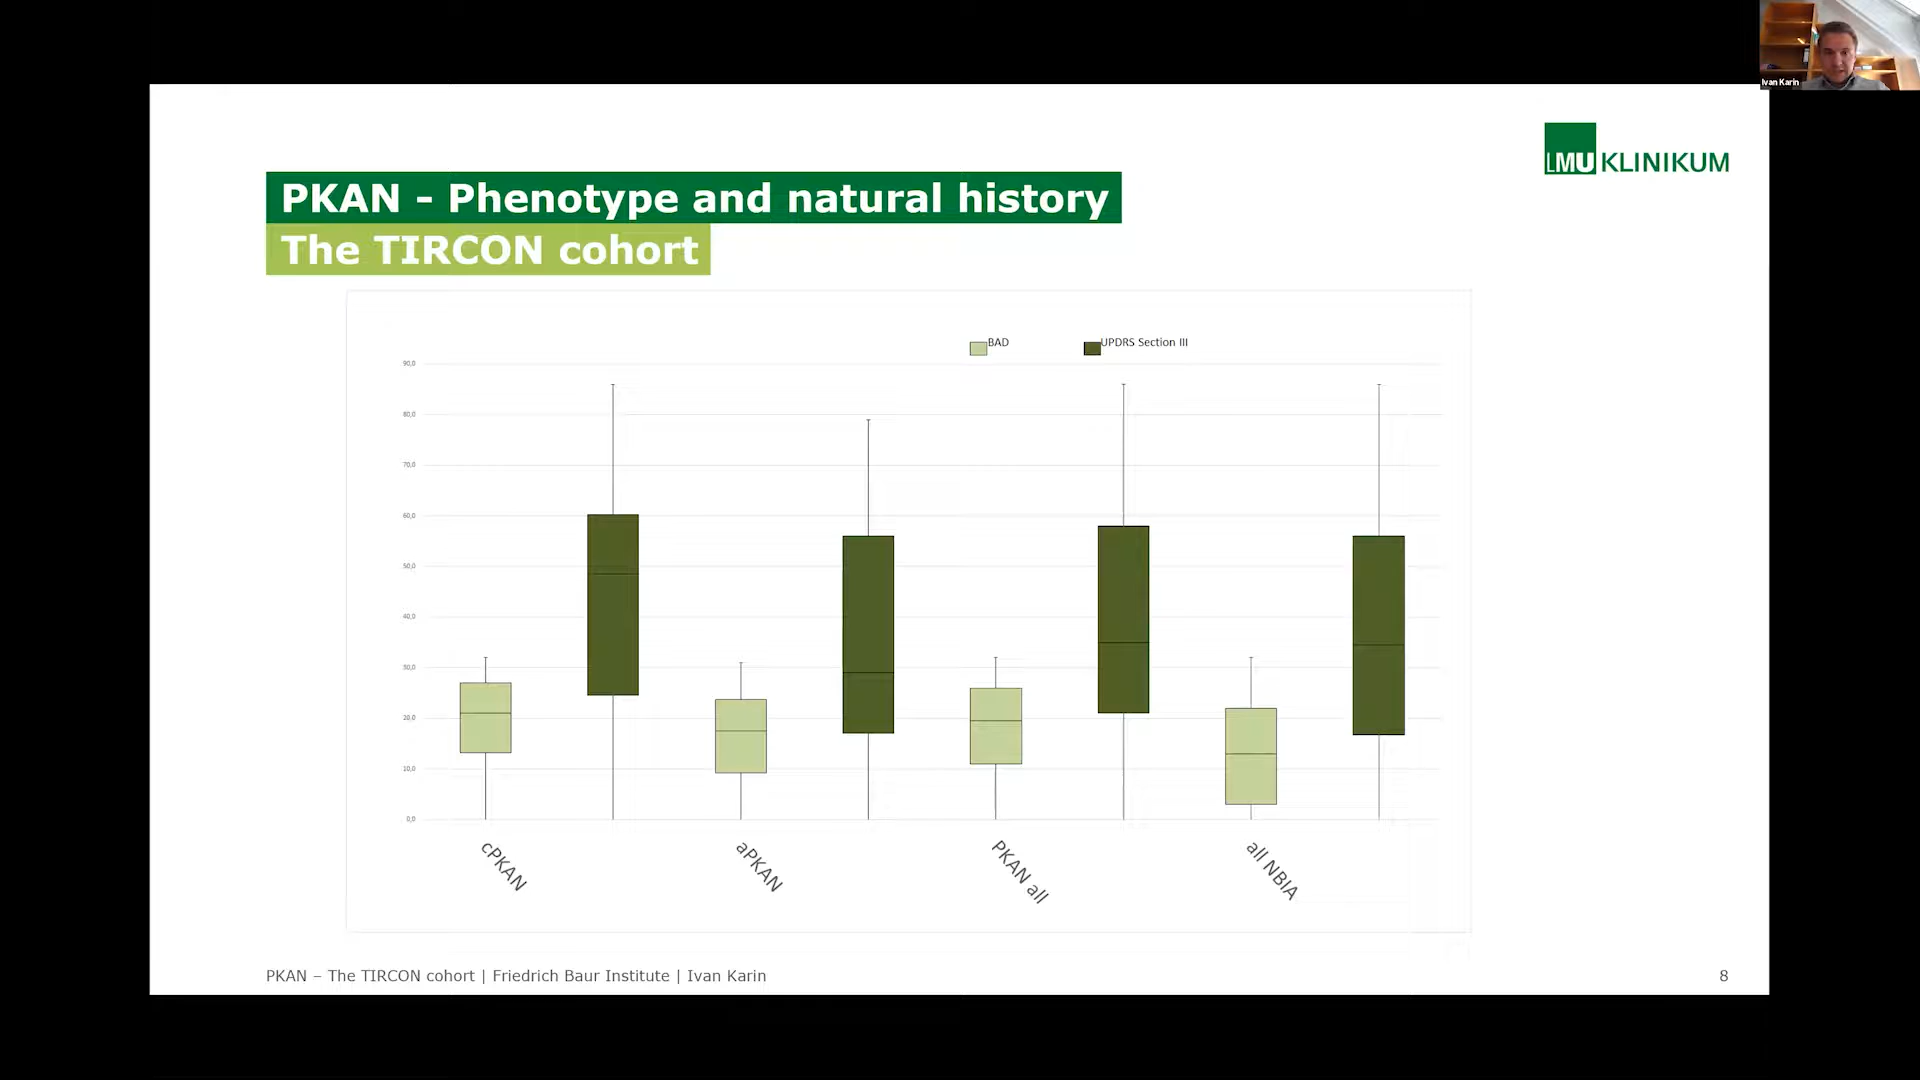 Ivan Karin
LMU KLINIKUM
PKAN - Phenotype and natural history
The TIRCON cohort
BAD
UPDRS Section III
90,0
80,0
70,0
60,0
50,0
40,0
30,0
20,0
10,0
0,0
cPKAN
aPKAN
PKAN all
all NBIA
PKAN – The TIRCON cohort | Friedrich Baur Institute | Ivan Karin
8